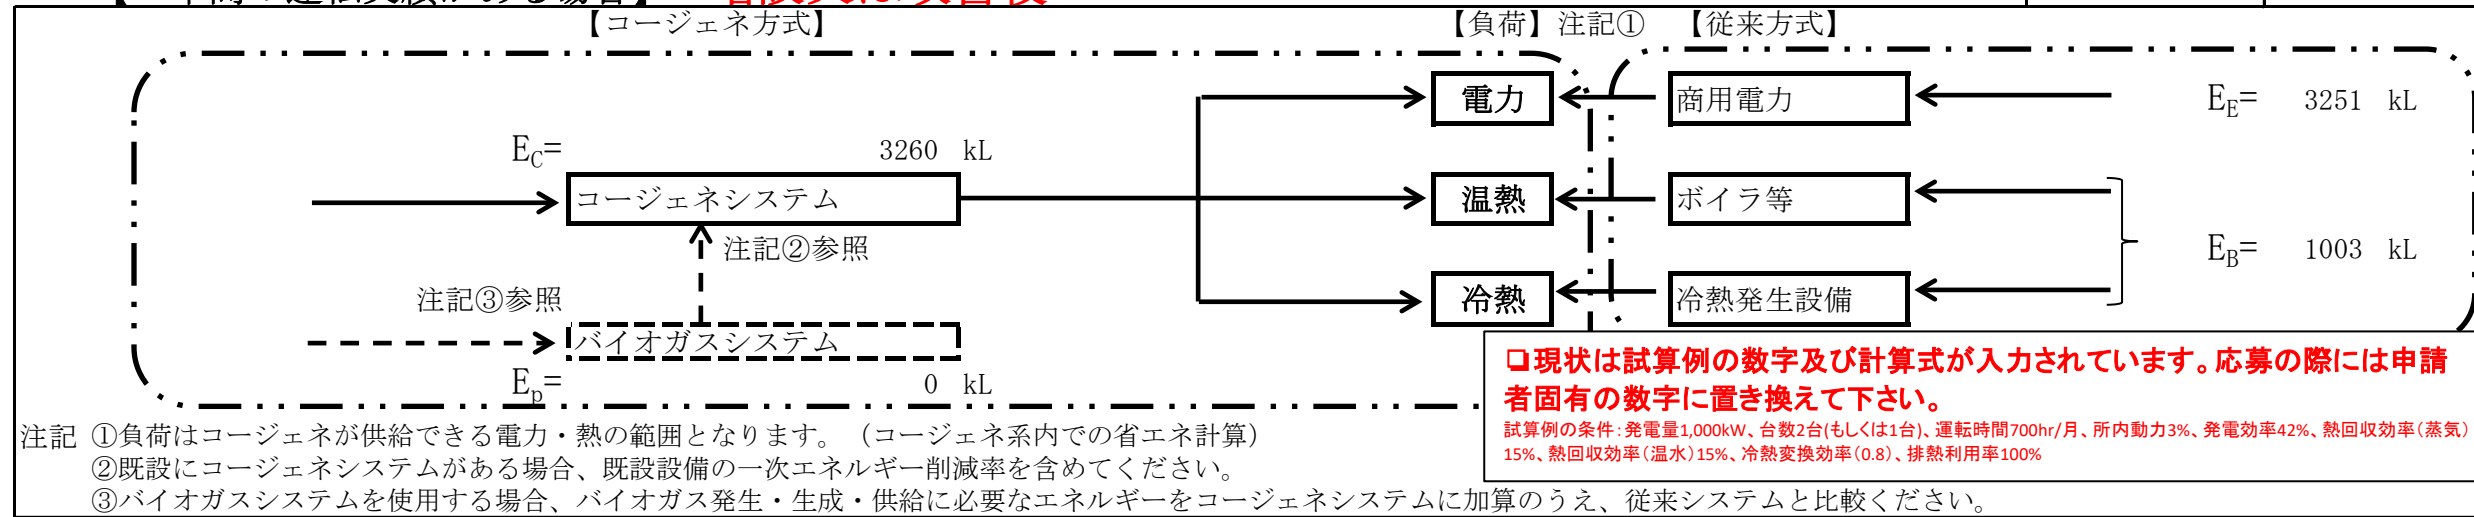 【コージェネ方式】 【負荷】注記① 【従来方式】
電力 商用電力 EE= 3251 kL
EC= 3260 kL
コージェネシステム 温熱 ボイラ等
注記②参照
EB= 1003 kL
注記③参照 冷熱 冷熱発生設備
バイオガスシステム
Ep= 0 kL
□現状は試算例の数字及び計算式が入力されています。応募の際には申請
者固有の数字に置き換えて下さい。
試算例の条件：発電量1,000kW、台数2台(もしくは1台)、運転時間700hr/月、所内動力3%、発電効率42%、熱回収効率（蒸気）
15%、熱回収効率（温水）15%、冷熱変換効率（0.8）、排熱利用率100%
注記 ①負荷はコージェネが供給できる電力・熱の範囲となります。（コージェネ系内での省エネ計算）
②既設にコージェネシステムがある場合、既設設備の一次エネルギー削減率を含めてください。
③バイオガスシステムを使用する場合、バイオガス発生・生成・供給に必要なエネルギーをコージェネシステムに加算のうえ、従来システムと比較ください。